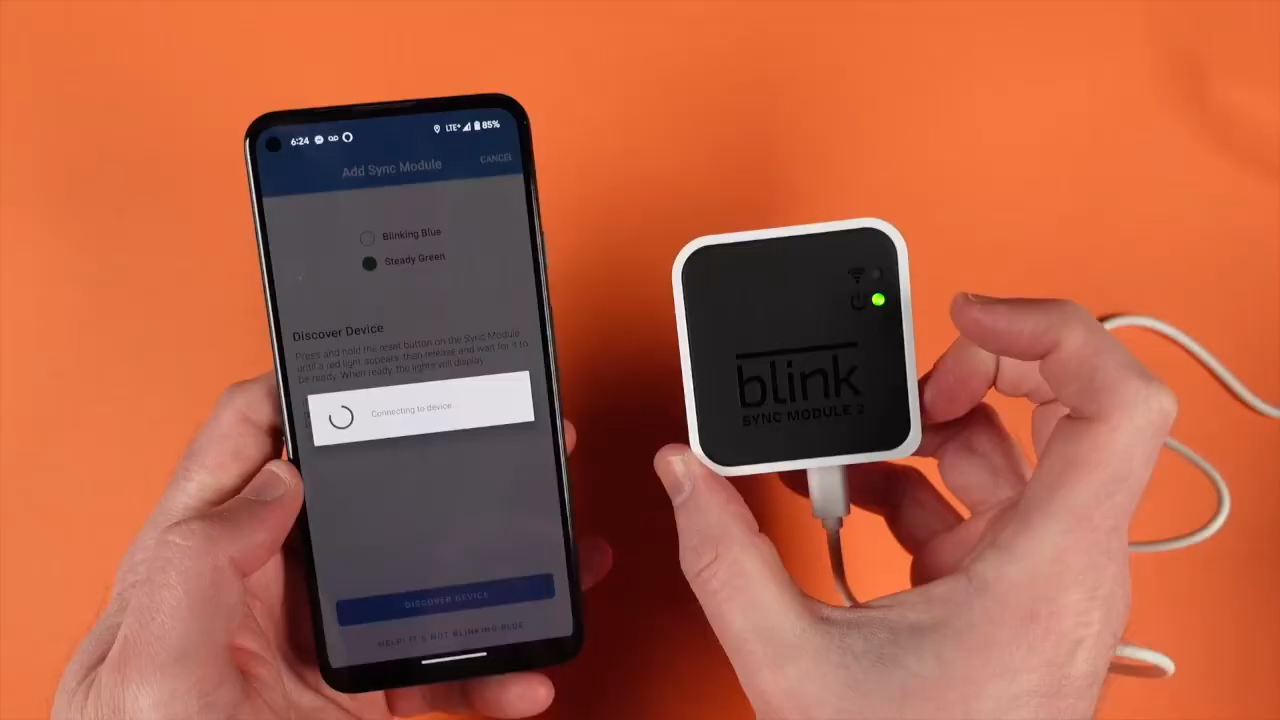 6:24 LTE+ 85%
Add Sync Module CANCEL
Blinking Blue
Steady Green
Discover Device
Press and hold the reset button on the Sync Module
until a red light appears, then release and wait for it to
be ready. When ready, the lights will display
Connecting to device...
DISCOVER DEVICE
HELP! IT'S NOT BLINKING BLUE
blink
SYNC MODULE 2